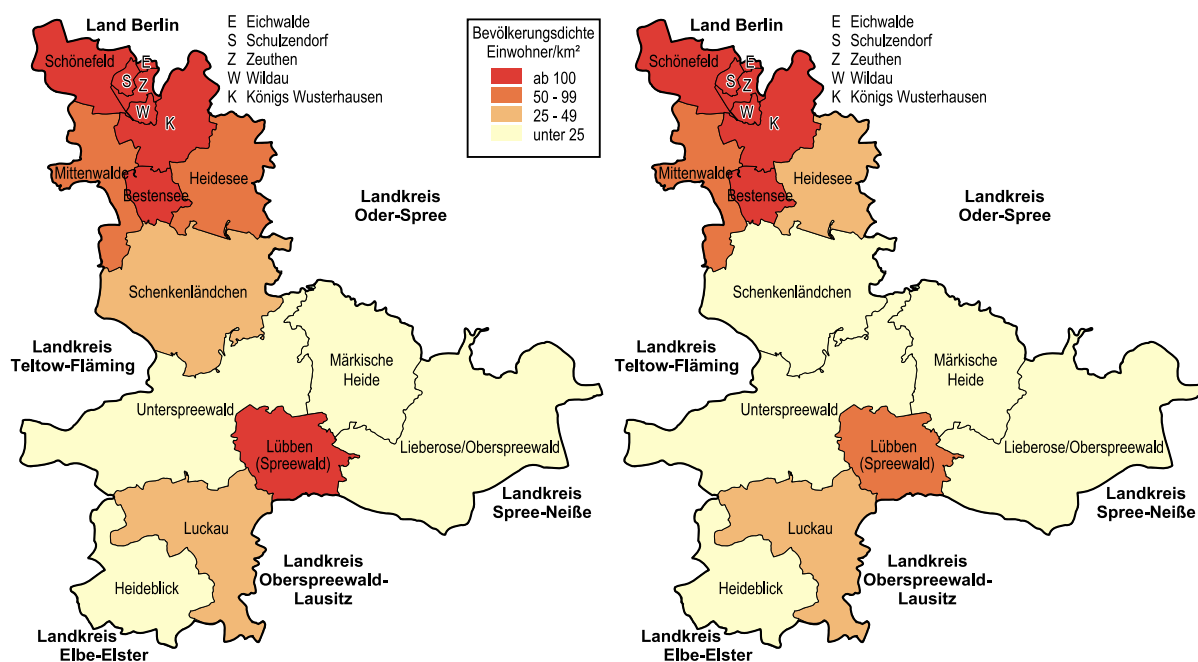 Land Berlin
E Eichwalde
S Schulzendorf
Z Zeuthen
W Wildau
K Königs Wusterhausen
Schönefeld
E
S
Z
W
K
Mittenwalde
Bestensee
Heidesee
Landkreis
Oder-Spree
Schenkenländchen
Landkreis
Teltow-Fläming
Märkische
Heide
Unterspreewald
Lübben
(Spreewald)
Lieberose/Oberspreewald
Landkreis
Spree-Neiße
Luckau
Landkreis
Oberspreewald-
Lausitz
Heideblick
Landkreis
Elbe-Elster
Bevölkerungsdichte
Einwohner/km²
ab 100
50 - 99
25 - 49
unter 25
Land Berlin
E Eichwalde
S Schulzendorf
Z Zeuthen
W Wildau
K Königs Wusterhausen
Schönefeld
E
S
Z
W
K
Mittenwalde
Bestensee
Heidesee
Landkreis
Oder-Spree
Schenkenländchen
Landkreis
Teltow-Fläming
Märkische
Heide
Unterspreewald
Lübben
(Spreewald)
Lieberose/Oberspreewald
Landkreis
Spree-Neiße
Luckau
Landkreis
Oberspreewald-
Lausitz
Heideblick
Landkreis
Elbe-Elster